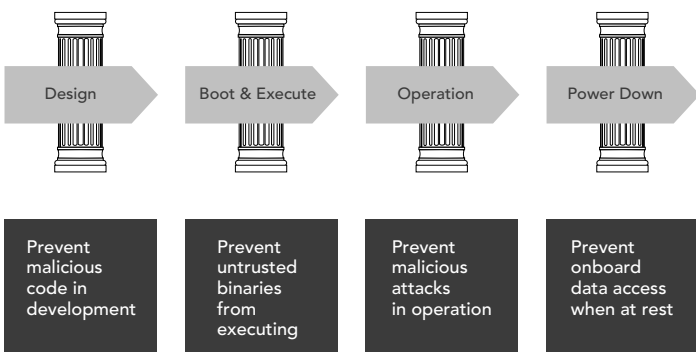 Design
Boot & Execute
Operation
Power Down
Prevent
malicious
code in
development
Prevent
untrusted
binaries
from
executing
Prevent
malicious
attacks
in operation
Prevent
onboard
data access
when at rest